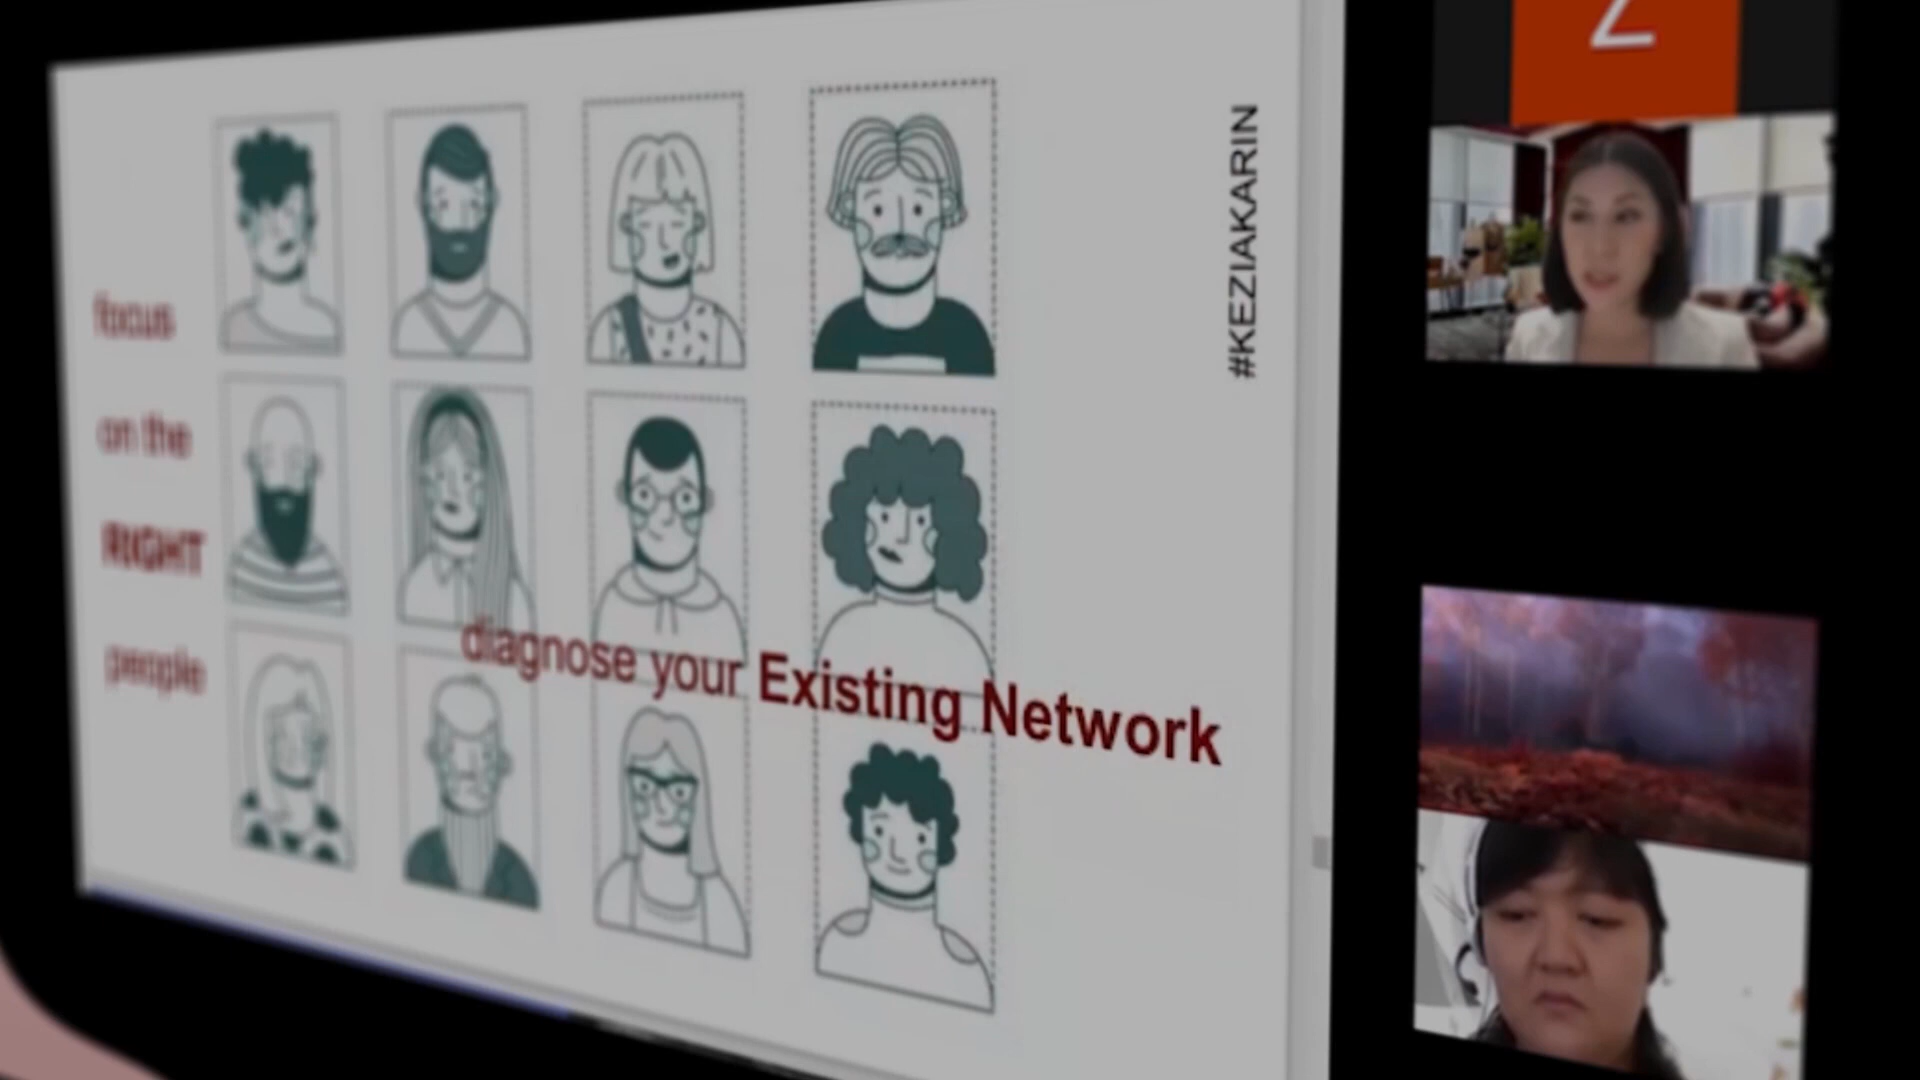 focus
on the
RIGHT
people
diagnose your Existing Network
#KEZIAKARIN
Z